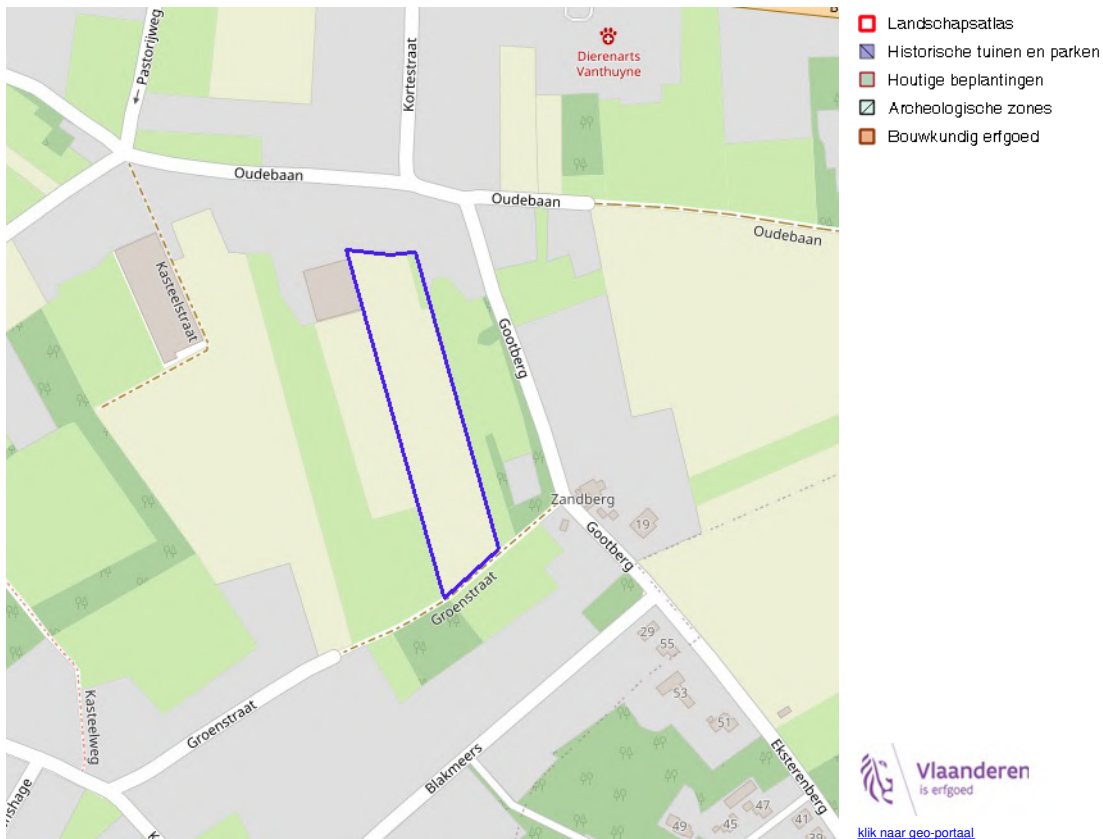 Pastorijweg
Kortestraat
Dierenarts
Vanthuyne
Oudebaan
Oudebaan
Oudebaan
Kasteelstraat
Gootberg
Zandberg
19
Gootberg
Groenstraat
29
55
53
51
Kasteelweg
Groenstraat
Blakmeers
Eksterenberg
47
45
49
41
39
nshage
Landschapsatlas
Historische tuinen en parken
Houtige beplantingen
Archeologische zones
Bouwkundig erfgoed
Vlaanderen
is erfgoed
klik naar geo-portaal